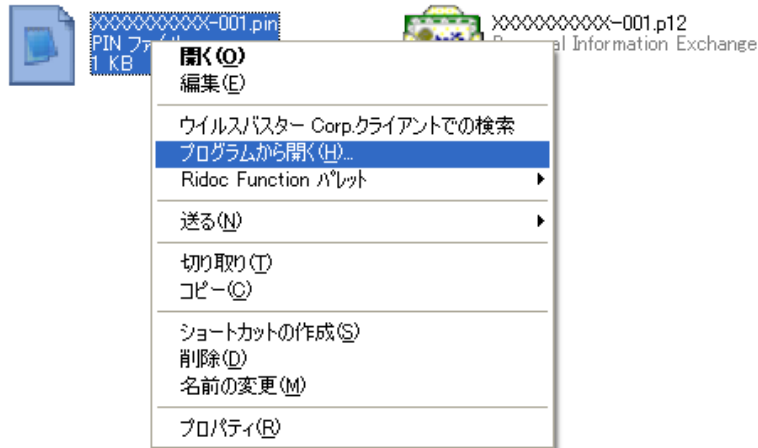 XXXXXXXXXX-001.pin
PIN
1 KB
XXXXXXXXXX-001.p12
al Information Exchange
開く(O)
編集(E)
ウイルスバスター Corp.クライアントでの検索
プログラムから開く(H)...
Ridoc Function パレット
送る(N)
切り取り(T)
コピー(C)
ショートカットの作成(S)
削除(D)
名前の変更(M)
プロパティ(R)